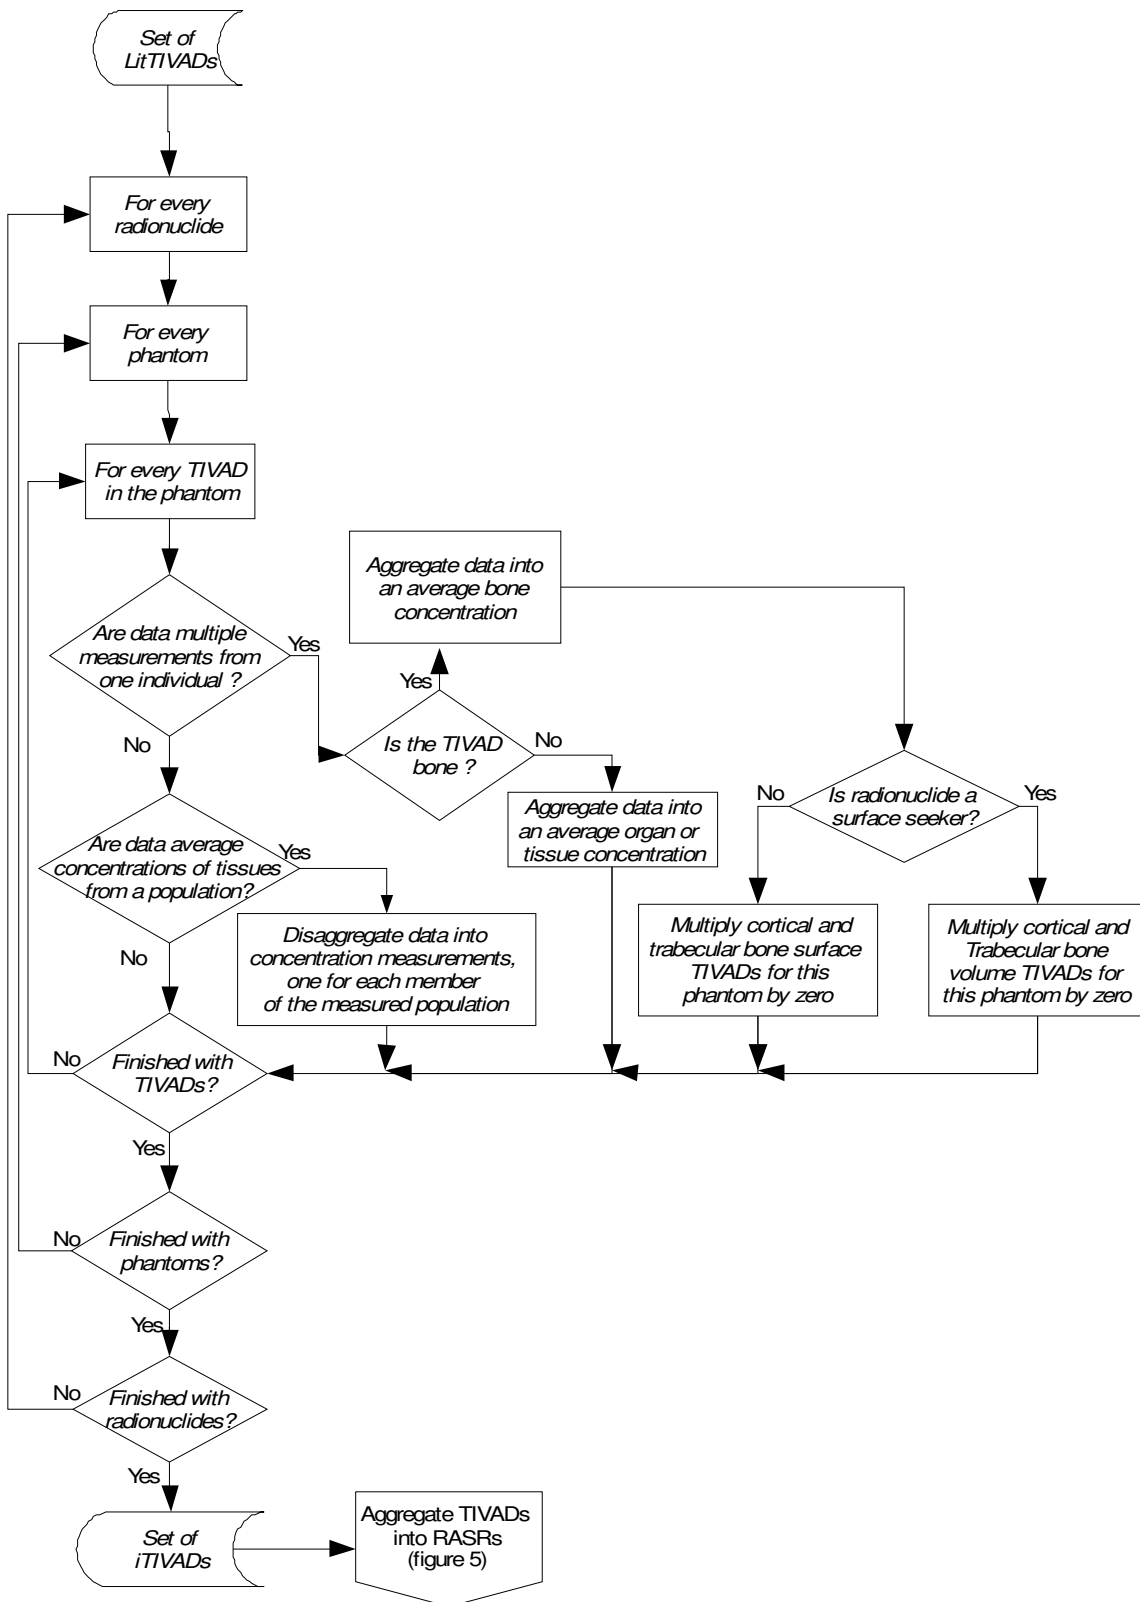 Set of
LitTIVADs
For every
radionuclide
For every
phantom
For every TIVAD
in the phantom
Are data multiple
measurements from
one individual ?
Yes
No
Aggregate data into
an average bone
concentration
Yes
Is the TIVAD
bone ?
No
Aggregate data into
an average organ or
tissue concentration
Is radionuclide a
surface seeker?
No
Yes
Multiply cortical and
trabecular bone surface
TIVADs for this
phantom by zero
Multiply cortical and
Trabecular bone
volume TIVADs for
this phantom by zero
Are data average
concentrations of tissues
from a population?
Yes
No
Disaggregate data into
concentration measurements,
one for each member
of the measured population
Finished with
TIVADs?
No
Yes
Finished with
phantoms?
No
Yes
Finished with
radionuclides?
No
Yes
Set of
iTIVADs
Aggregate TIVADs
into RASRs
(figure 5)